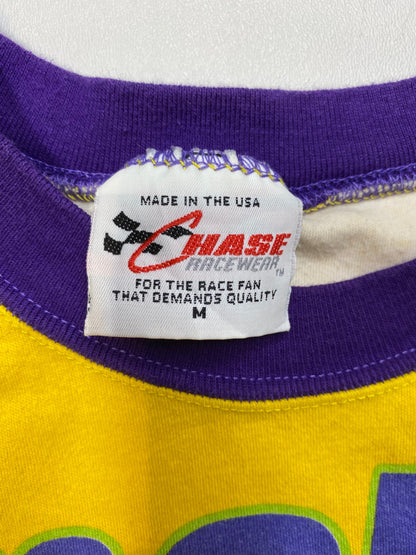 MADE IN THE USA
CHASE
RACEWEAR TM
FOR THE RACE FAN
THAT DEMANDS QUALITY
M